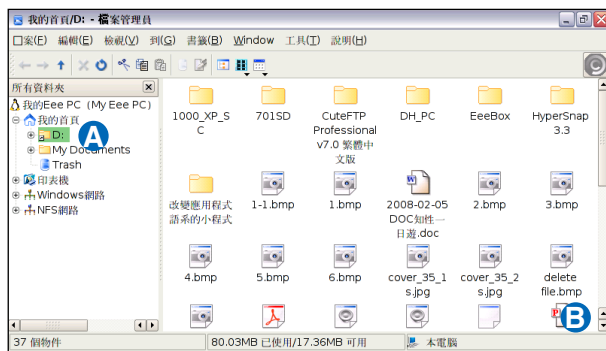 我的首頁/D: - 檔案管理員
口案(F) 編輯(E) 檢視(V) 到(G) 書籤(B) Window 工具(T) 說明(H)
所有資料夾
我的Eee PC (My Eee PC)
我的首頁
D:
A
My Documents
Trash
印表機
Windows網路
NFS網路
1000_XP_S
C
701SD
CuteFTP
Professional
v7.0 繁體中
文版
DH_PC
EeeBox
HyperSnap
3.3
改變應用程式
語系的小程式
1-1.bmp
1.bmp
2008-02-05
DOC知性一
日遊.doc
2.bmp
3.bmp
4.bmp
5.bmp
6.bmp
cover_35_1
s.jpg
cover_35_2
s.jpg
delete
file.bmp
B
37 個物件
80.03MB 已使用/17.36MB 可用
本電腦